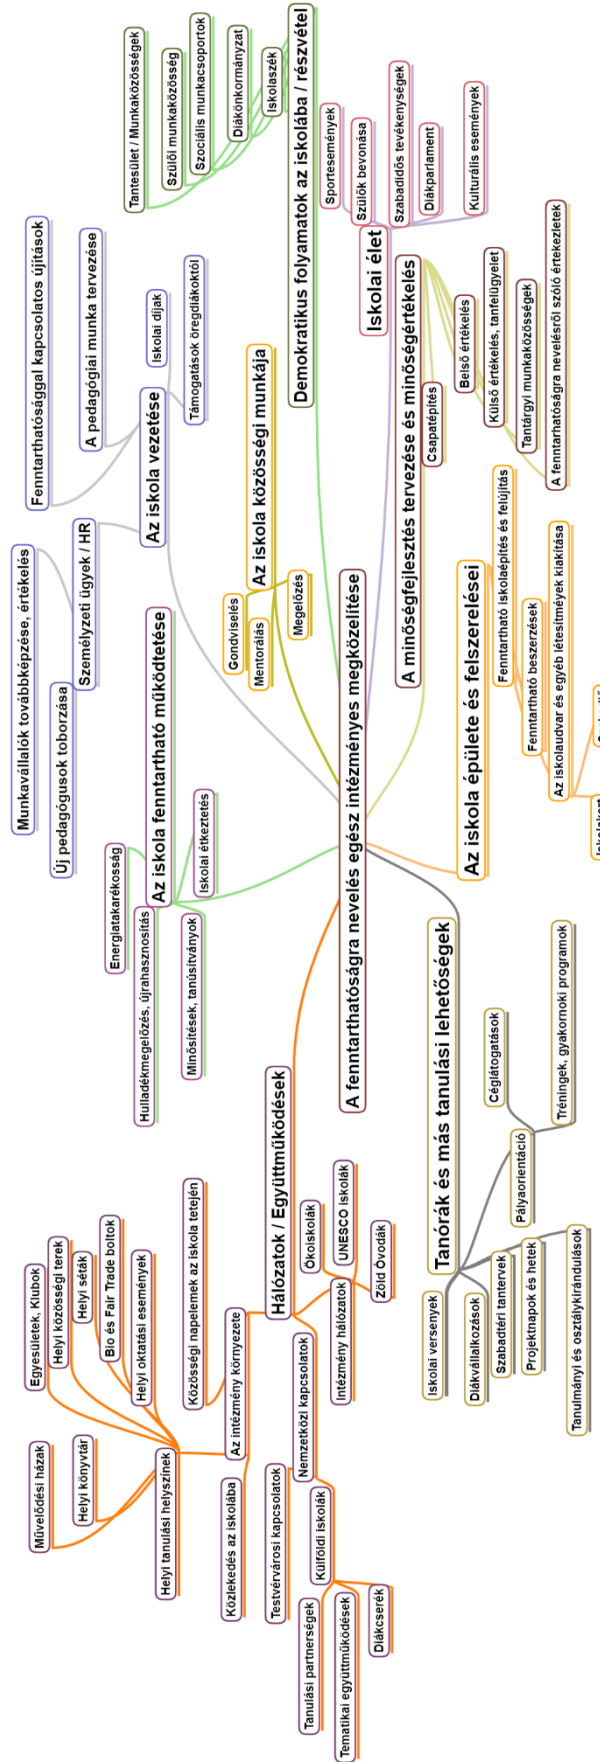 A fenntarthatóságra nevelés egész intézményes megközelítése
Hálózatok / Együttműködések
Az intézmény környezete
Közösségi napelemek az iskola tetején
Helyi tanulási helyszínek
Művelődési házak
Helyi könyvtár
Egyesületek, Klubok
Helyi közösségi terek
Helyi séták
Bio és Fair Trade boltok
Helyi oktatási események
Közlekedés az iskolába
Nemzetközi kapcsolatok
Testvérvárosi kapcsolatok
Külföldi iskolák
Tanulási partnerségek
Tematikai együttműködések
Diákcserék
Intézmény hálózatok
Ökoiskolák
UNESCO iskolák
Zöld Óvodák
Az iskola fenntartható működtetése
Energiatakarékosság
Hulladékmegelőzés, újrahasznosítás
Minősítések, tanúsítványok
Iskolai étkeztetés
Az iskola vezetése
Személyzeti ügyek / HR
Munkavállalók továbbképzése, értékelés
Új pedagógusok toborzása
Fenntarthatósággal kapcsolatos újítások
A pedagógiai munka tervezése
Iskolai díjak
Támogatások öregdiákoktól
Az iskola közösségi munkája
Gondviselés
Mentorálás
Megelőzés
Demokratikus folyamatok az iskolába / részvétel
Tantesület / Munkaközösségek
Szülői munkaközösség
Szociális munkacsoportok
Diákönkormányzat
Iskolaszék
Iskolai élet
Sportesemények
Szülők bevonása
Szabadidős tevékenységek
Diákparlament
Kulturális események
A minőségfejlesztés tervezése és minőségértékelés
Csapatépítés
Belső értékelés
Külső értékelés, tanfelügyelet
Tantárgyi munkaközösségek
A fenntarhatóságra nevelésről szóló értekezletek
Az iskola épülete és felszerelései
Fenntartható iskolaépítés és felújítás
Fenntartható beszerzések
Az iskolaudvar és egyéb létesítmények kiakítása
Tanórák és más tanulási lehetőségek
Iskolai versenyek
Diákvállalkozások
Szabadtéri tantervek
Projektnapok és hetek
Tanulmányi és osztálykirándulások
Pályaorientáció
Céglátogatások
Tréningek, gyakornoki programok